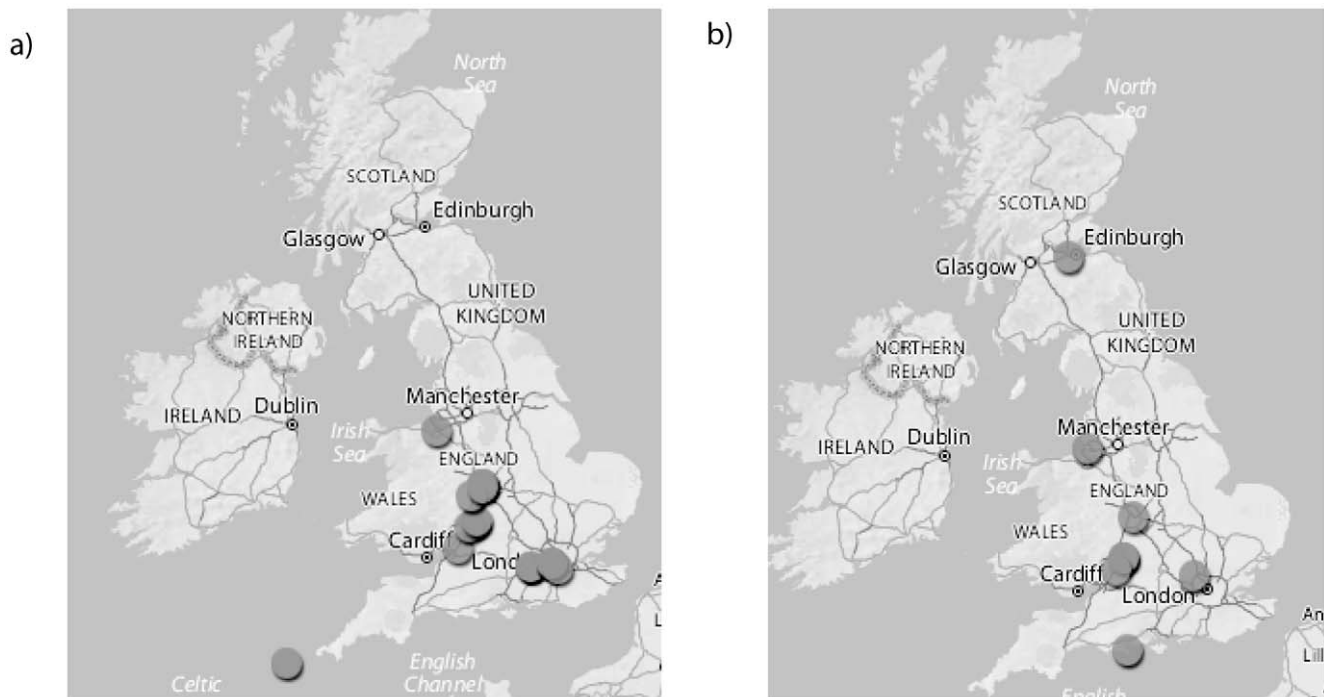 a)
North
Sea
SCOTLAND
Edinburgh
Glasgow
UNITED
KINGDOM
NORTHERN
IRELAND
Manchester
IRELAND
Dublin
Irish
Sea
ENGLAND
WALES
Cardiff
Lond
A
L
English
Channel
Celtic
b)
North
Sea
SCOTLAND
Edinburgh
Glasgow
UNITED
KINGDOM
NORTHERN
IRELAND
Manchester
IRELAND
Dublin
Irish
Sea
ENGLAND
WALES
Cardiff
London
An
Lill
English